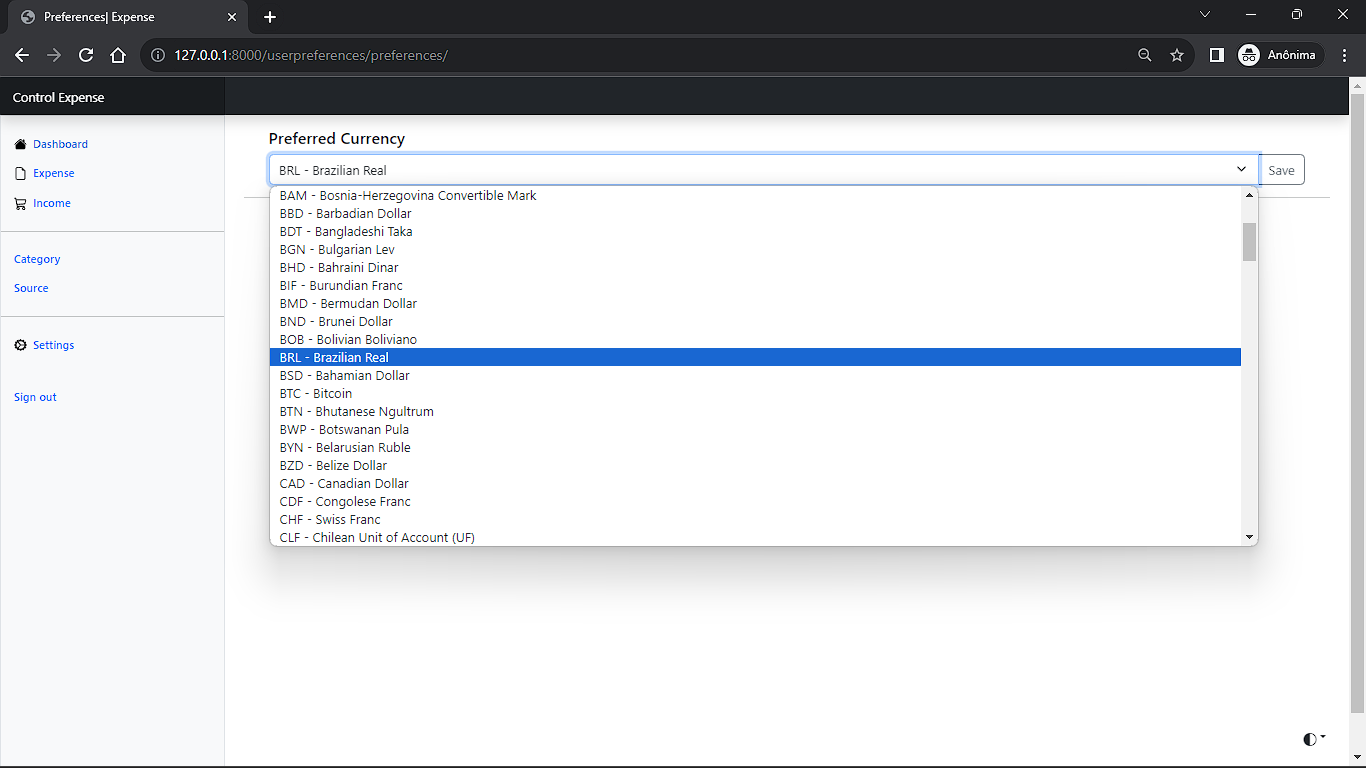 Preferences| Expense
127.0.0.1:8000/userpreferences/preferences/
Anônima
Control Expense
Dashboard
Expense
Income
Category
Source
Settings
Sign out
Preferred Currency
BRL - Brazilian Real
Save
BAM - Bosnia-Herzegovina Convertible Mark
BBD - Barbadian Dollar
BDT - Bangladeshi Taka
BGN - Bulgarian Lev
BHD - Bahraini Dinar
BIF - Burundian Franc
BMD - Bermudan Dollar
BND - Brunei Dollar
BOB - Bolivian Boliviano
BRL - Brazilian Real
BSD - Bahamian Dollar
BTC - Bitcoin
BTN - Bhutanese Ngultrum
BWP - Botswanan Pula
BYN - Belarusian Ruble
BZD - Belize Dollar
CAD - Canadian Dollar
CDF - Congolese Franc
CHF - Swiss Franc
CLF - Chilean Unit of Account (UF)